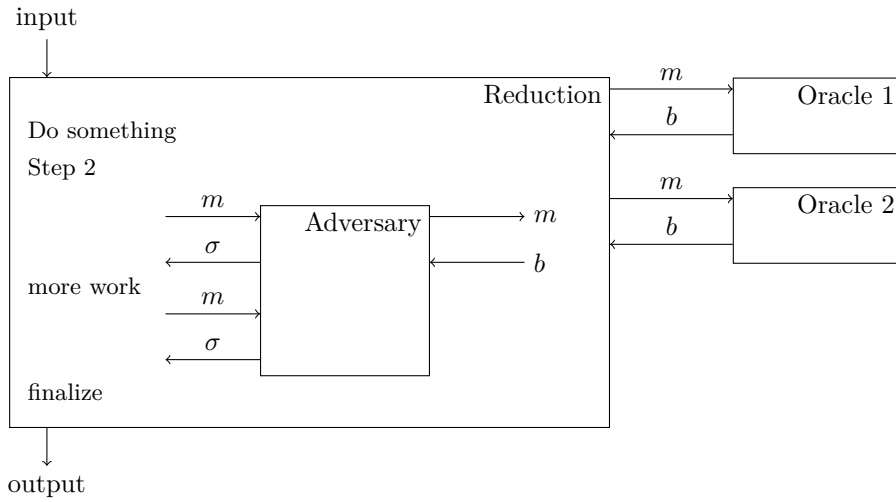 input
Reduction
m
Oracle 1
b
Do something
Step 2
m
Oracle 2
b
m
Adversary
m
σ
b
more work
m
σ
finalize
output